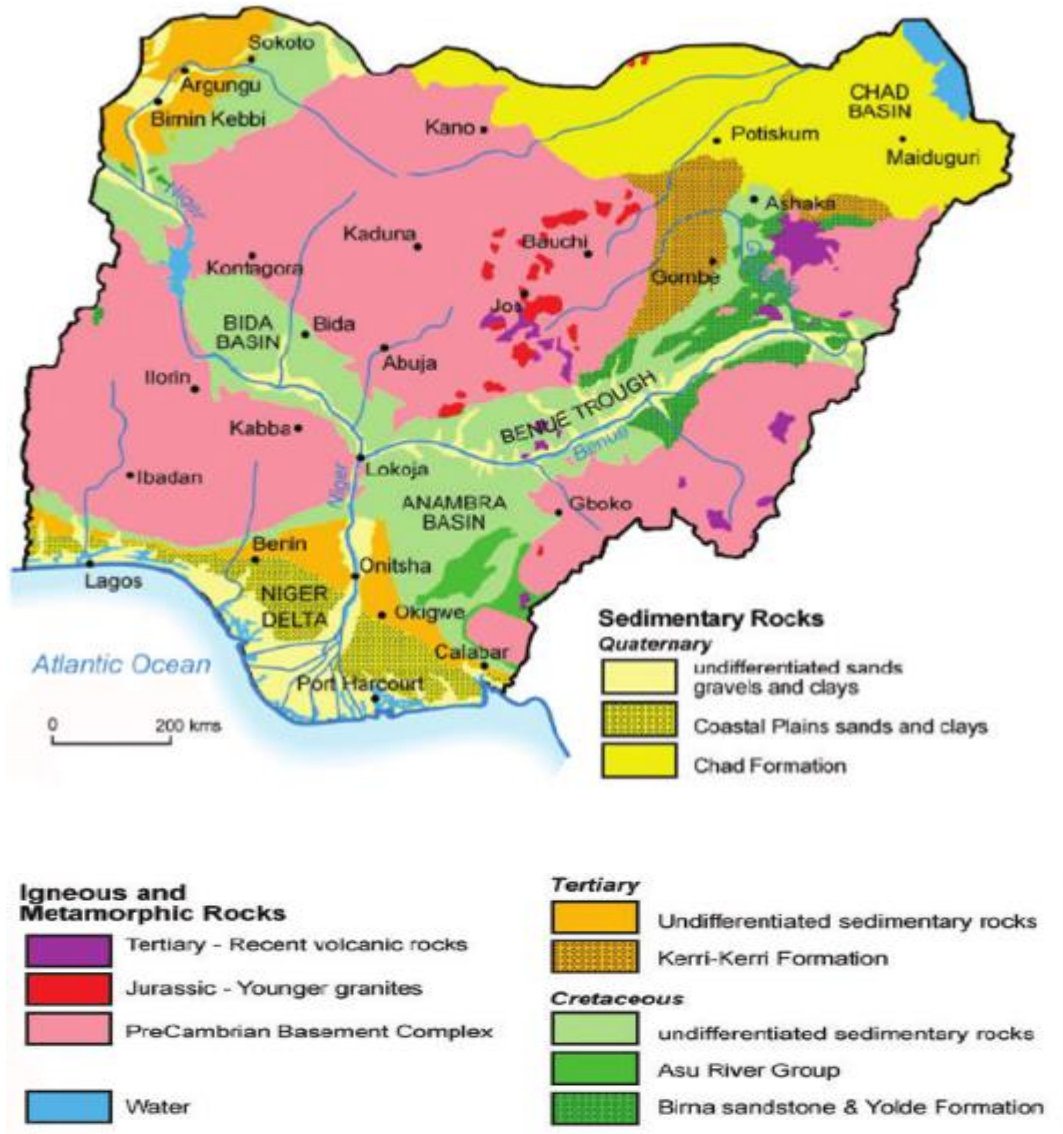 Sokoto
Argungu
Birnin Kebbi
Kano
CHAD
BASIN
Potiskum
Maiduguri
Niger
Ashaka
Kaduna
Bauchi
Kontagora
Gombe
Jos
BIDA
BASIN
Bida
Abuja
Ilorin
BENUE TROUGH
Kabba
Benue
Lokoja
Ibadan
Niger
ANAMBRA
BASIN
Gboko
Benin
Onitsha
Lagos
NIGER
DELTA
Okigwe
Calabar
Atlantic Ocean
Port Harcourt
0 200 kms
Sedimentary Rocks
Quaternary
undifferentiated sands
gravels and clays
Coastal Plains sands and clays
Chad Formation
Igneous and
Metamorphic Rocks
Tertiary - Recent volcanic rocks
Jurassic - Younger granites
PreCambrian Basement Complex
Water
Tertiary
Undifferentiated sedimentary rocks
Kerri-Kerri Formation
Cretaceous
undifferentiated sedimentary rocks
Asu River Group
Bima sandstone & Yolde Formation